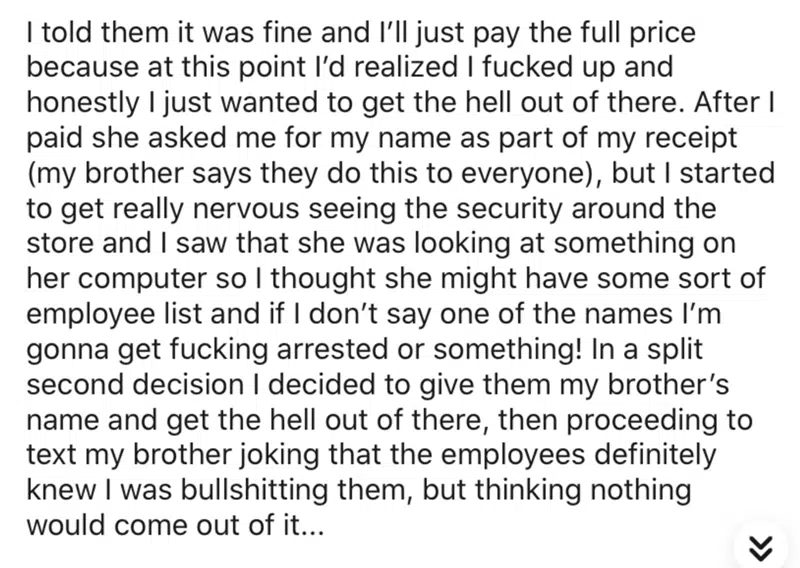 I told them it was fine and I’ll just pay the full price
because at this point I’d realized I fucked up and
honestly I just wanted to get the hell out of there. After I
paid she asked me for my name as part of my receipt
(my brother says they do this to everyone), but I started
to get really nervous seeing the security around the
store and I saw that she was looking at something on
her computer so I thought she might have some sort of
employee list and if I don’t say one of the names I’m
gonna get fucking arrested or something! In a split
second decision I decided to give them my brother’s
name and get the hell out of there, then proceeding to
text my brother joking that the employees definitely
knew I was bullshitting them, but thinking nothing
would come out of it...